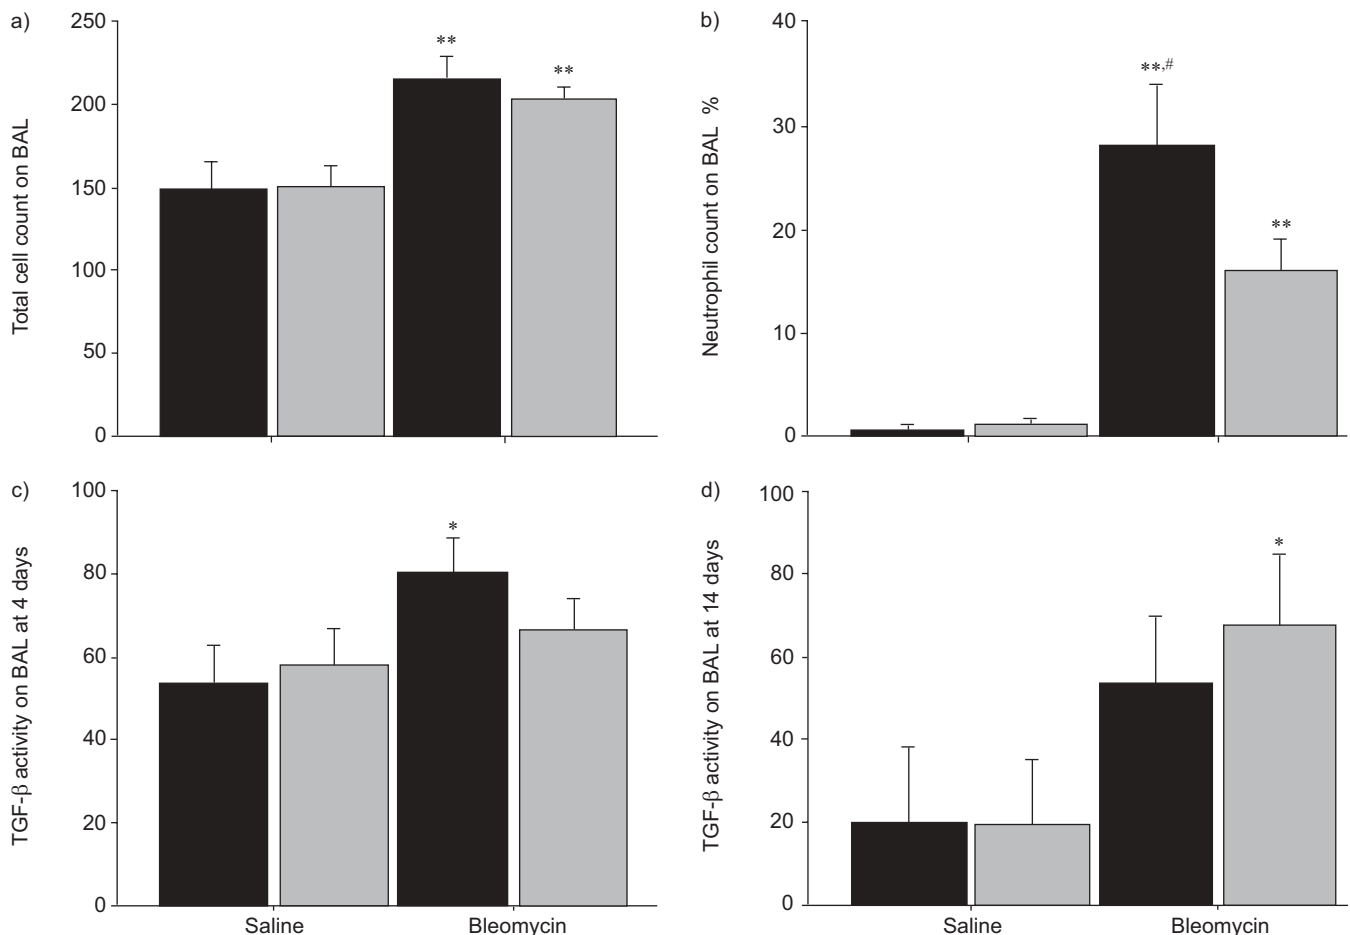 a)
Total cell count on BAL
250
200
150
100
50
0
**
**
b)
Neutrophil count on BAL %
40
30
20
10
0
**,#
**
c)
TGF-β activity on BAL at 4 days
100
80
60
40
20
0
*
Saline
Bleomycin
d)
TGF-β activity on BAL at 14 days
100
80
60
40
20
0
*
Saline
Bleomycin